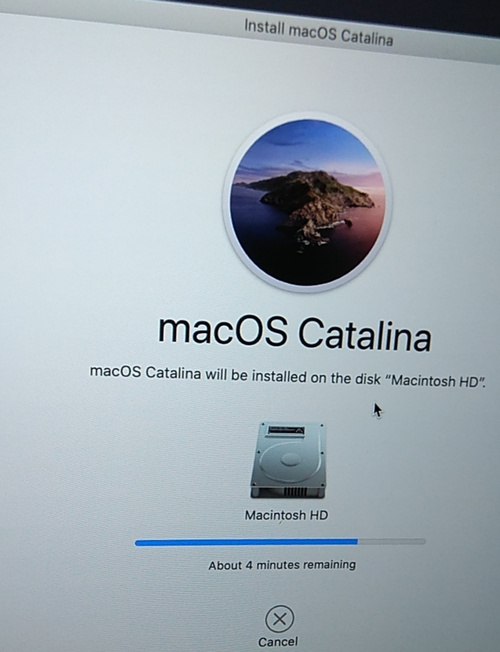 Install macOS Catalina
macOS Catalina
macOS Catalina will be installed on the disk “Macintosh HD”.
Macintosh HD
About 4 minutes remaining
Cancel